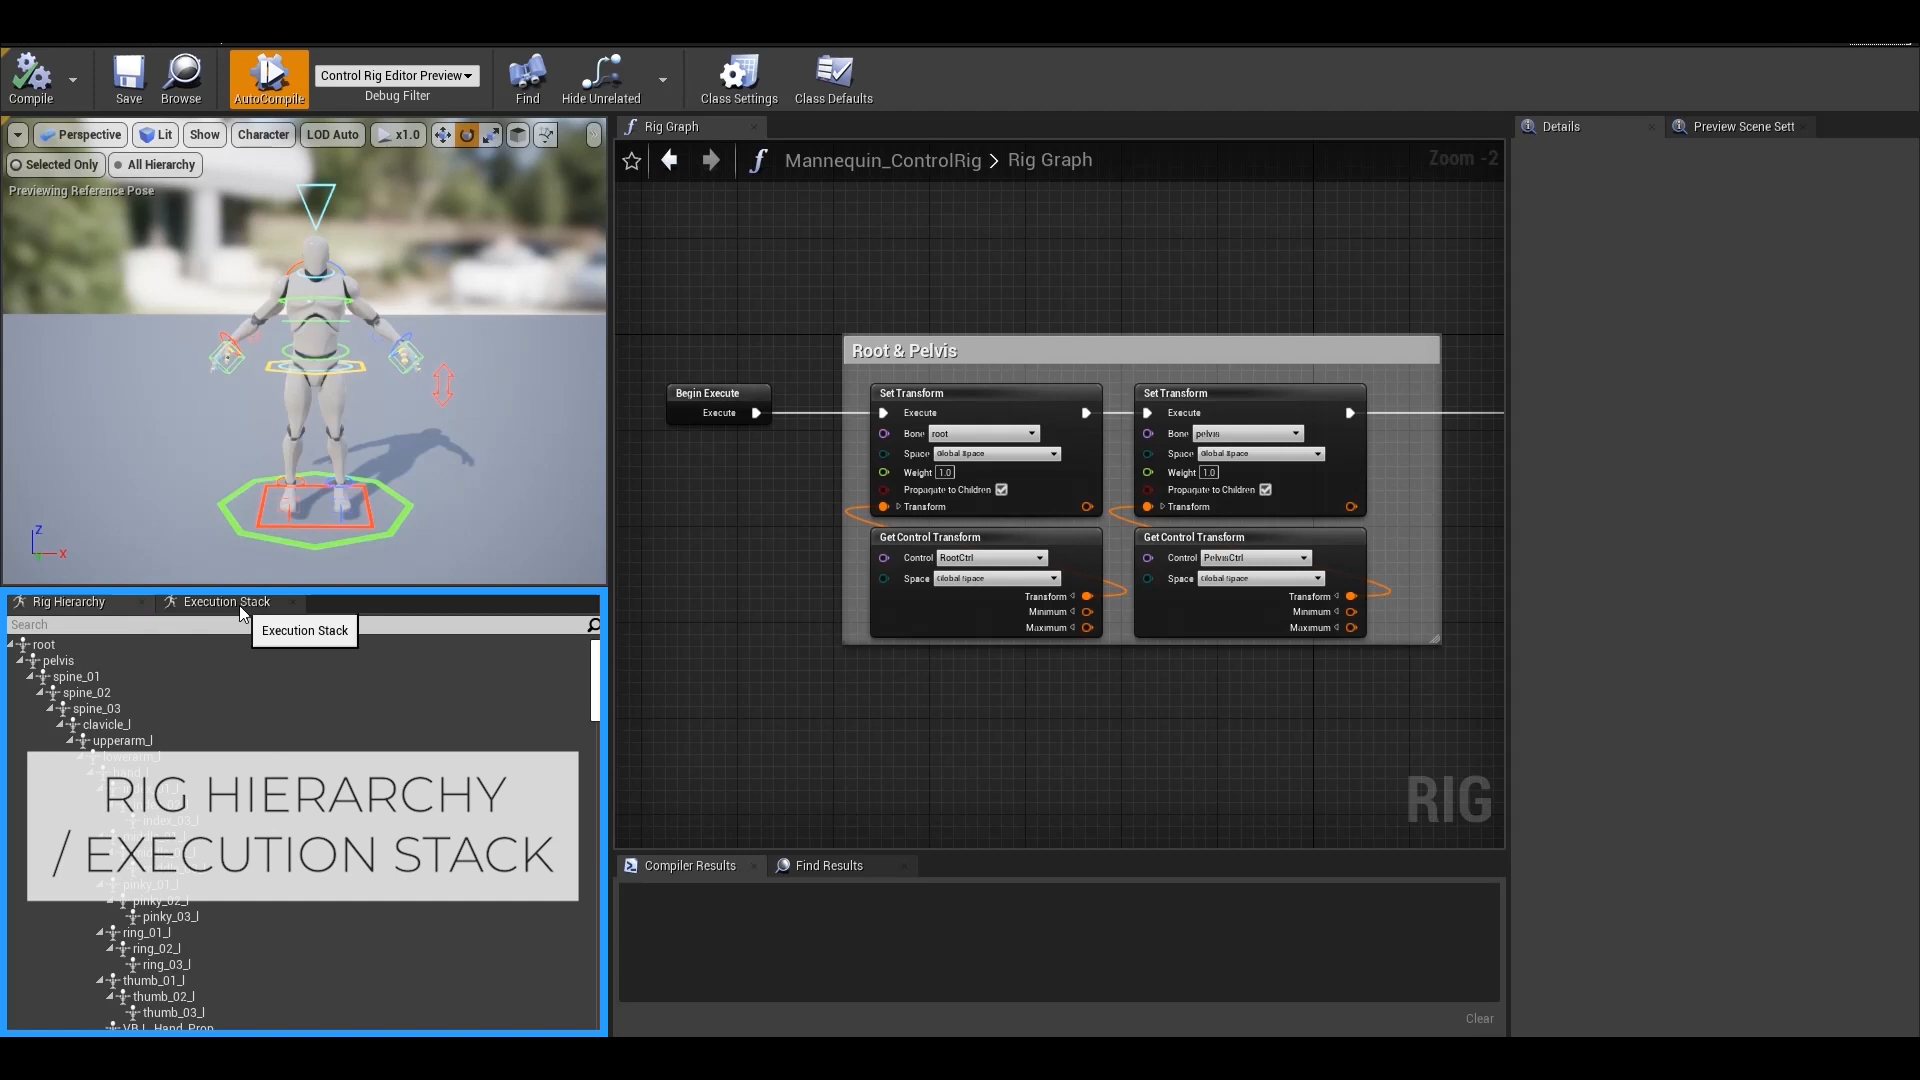 Compile
Save
Browse
AutoCompile
Control Rig Editor Preview
Debug Filter
Find
Hide Unrelated
Class Settings
Class Defaults
Perspective
Lit
Show
Character
LOD Auto
x1.0
Selected Only
All Hierarchy
Previewing Reference Pose
Z
X
Rig Graph
Mannequin_ControlRig > Rig Graph
Zoom -2
Root & Pelvis
Begin Execute
Execute
Set Transform
Execute
Bone root
Space Global Space
Weight 1.0
Propagate to Children
Transform
Get Control Transform
Control RootCtrl
Space Global Space
Transform
Minimum
Maximum
Set Transform
Execute
Bone pelvis
Space Global Space
Weight 1.0
Propagate to Children
Transform
Get Control Transform
Control PelvisCtrl
Space Global Space
Transform
Minimum
Maximum
RIG
Details
Preview Scene Sett
Rig Hierarchy
Execution Stack
Search
Execution Stack
root
pelvis
spine_01
spine_02
spine_03
clavicle_l
upperarm_l
lowerarm_l
RIG HIERARCHY
/ EXECUTION STACK
index_03_l
pinky_01_l
pinky_02_l
pinky_03_l
ring_01_l
ring_02_l
ring_03_l
thumb_01_l
thumb_02_l
thumb_03_l
VB L_Hand_Prop
Compiler Results
Find Results
Clear